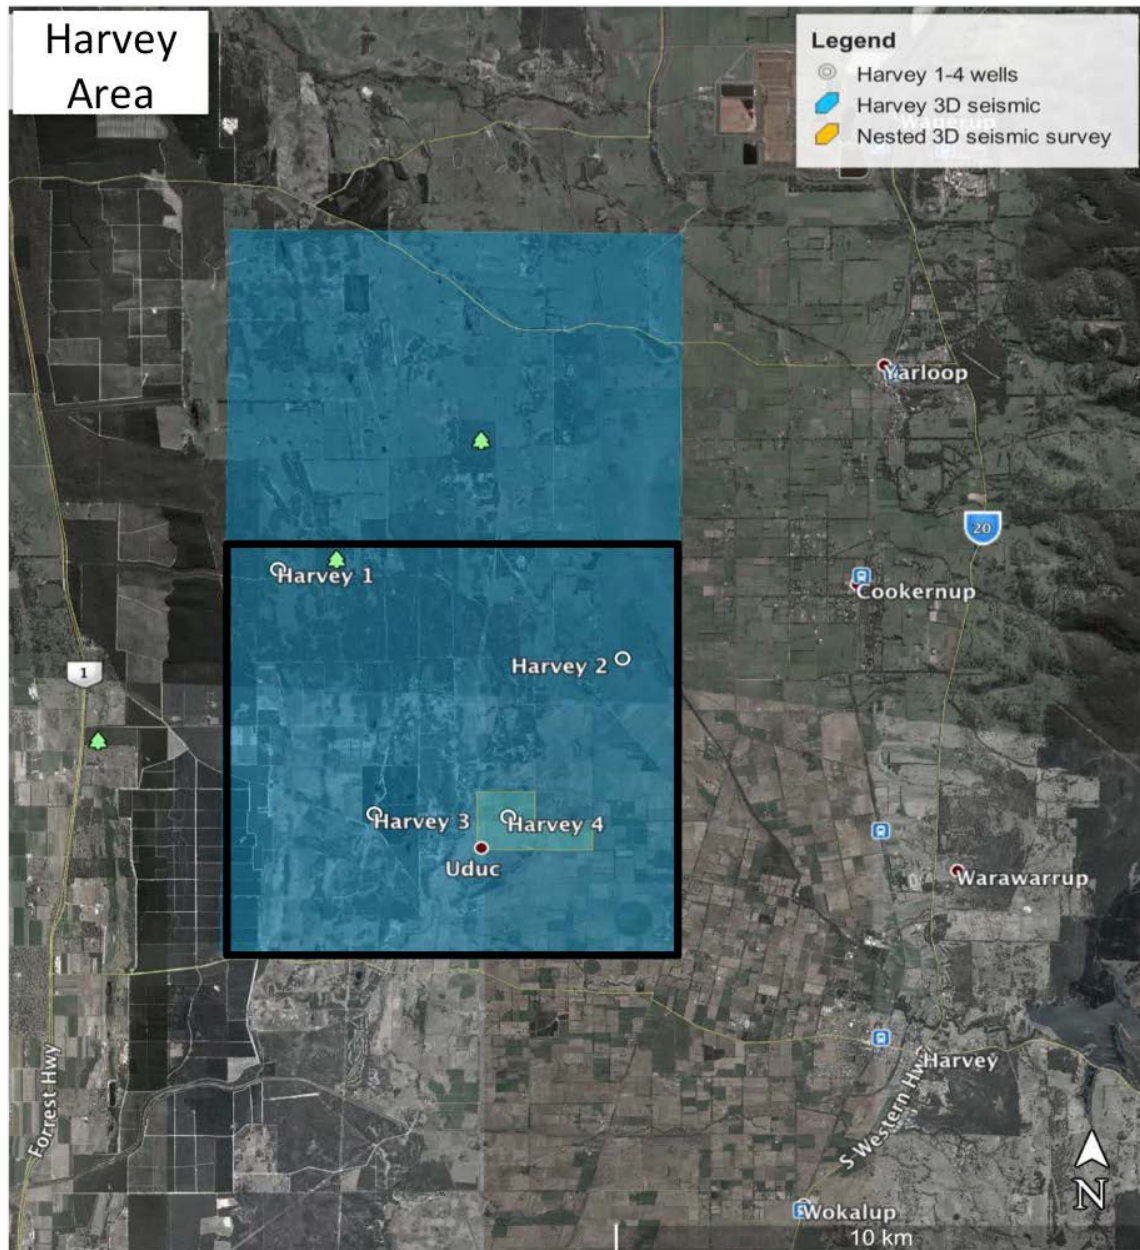 Harvey
Area
Legend
Harvey 1-4 wells
Harvey 3D seismic
Nested 3D seismic survey
Wagerup
Yarloop
20
Harvey 1
Cookernup
Harvey 2
1
Harvey 3
Harvey 4
Uduc
Warawarrup
Forrest Hwy
Harvey
S Western Hwy
N
Wokalup
10 km